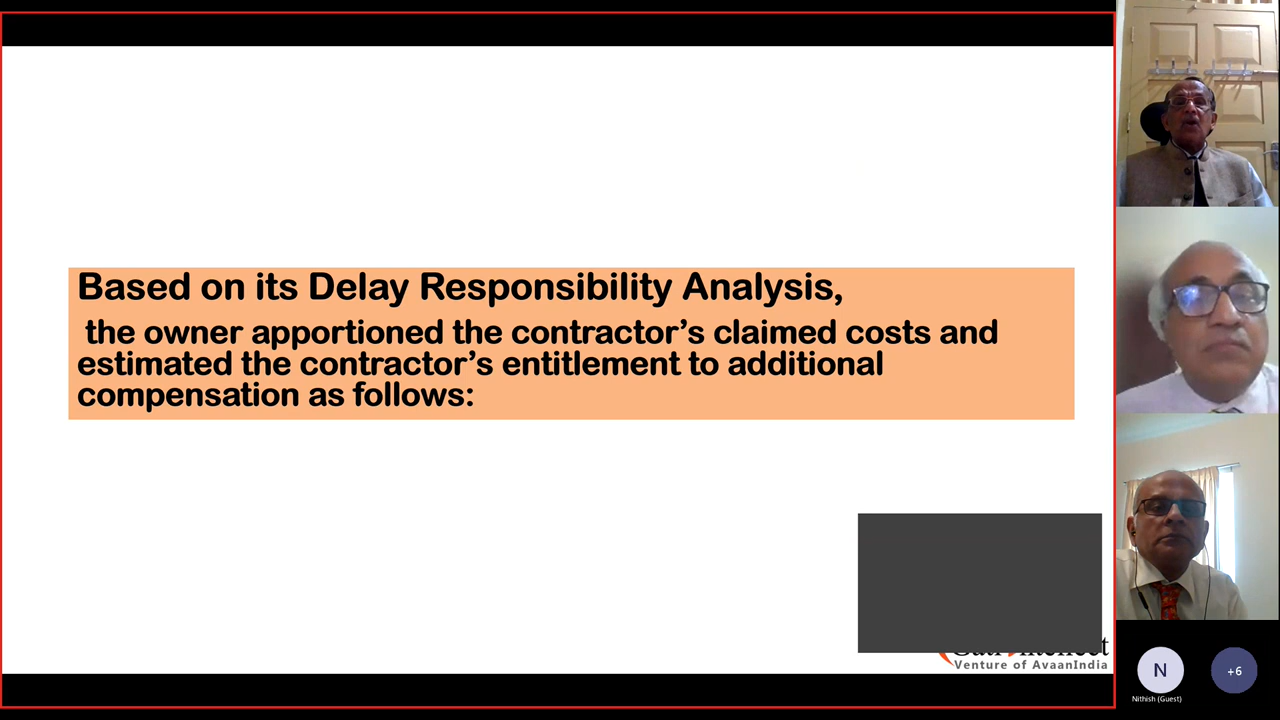 Based on its Delay Responsibility Analysis,
the owner apportioned the contractor’s claimed costs and
estimated the contractor’s entitlement to additional
compensation as follows:
Venture of AvaanIndia
N
+6
Nithish (Guest)